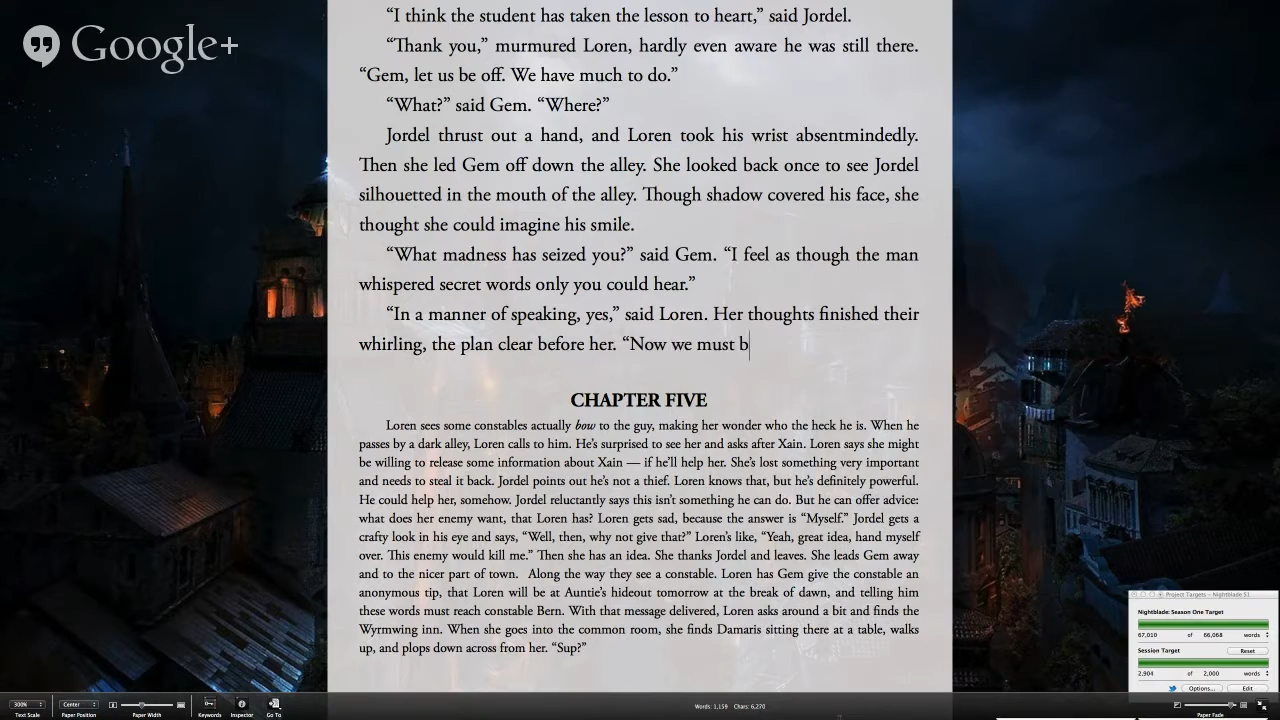 Google+
“I think the student has taken the lesson to heart,” said Jordel.
“Thank you,” murmured Loren, hardly even aware he was still there.
“Gem, let us be off. We have much to do.”
“What?” said Gem. “Where?”
Jordel thrust out a hand, and Loren took his wrist absentmindedly.
Then she led Gem off down the alley. She looked back once to see Jordel
silhouetted in the mouth of the alley. Though shadow covered his face, she
thought she could imagine his smile.
“What madness has seized you?” said Gem. “I feel as though the man
whispered secret words only you could hear.”
“In a manner of speaking, yes,” said Loren. Her thoughts finished their
whirling, the plan clear before her. “Now we must b
CHAPTER FIVE
Loren sees some constables actually bow to the guy, making her wonder who the heck he is. When he
passes by a dark alley, Loren calls to him. He’s surprised to see her and asks after Xain. Loren says she might
be willing to release some information about Xain — if he’ll help her. She’s lost something very important
and needs to steal it back. Jordel points out he’s not a thief. Loren knows that, but he’s definitely powerful.
He could help her, somehow. Jordel reluctantly says this isn’t something he can do. But he can offer advice:
what does her enemy want, that Loren has? Loren gets sad, because the answer is “Myself.” Jordel gets a
crafty look in his eye and says, “Well, then, why not give that?” Loren’s like, “Yeah, great idea, hand myself
over. This enemy would kill me.” Then she has an idea. She thanks Jordel and leaves. She leads Gem away
and to the nicer part of town. Along the way they see a constable. Loren has Gem give the constable an
anonymous tip, that Loren will be at Auntie’s hideout tomorrow at the break of dawn, and telling him
these words must reach constable Bern. With that message delivered, Loren asks around a bit and finds the
Wyrmwing inn. When she goes into the common room, she finds Damaris sitting there at a table, walks
up, and plops down across from her. “Sup?”
Project Targets - Nightblade S1
Nightblade: Season One Target
67,010 of 66,068 words
Session Target
Reset
2,904 of 2,000 words
Options... Edit
300% Center
Text Scale Paper Position Paper Width Keywords Inspector Go To
Words: 1,159 Chars: 6,270
Paper Fade